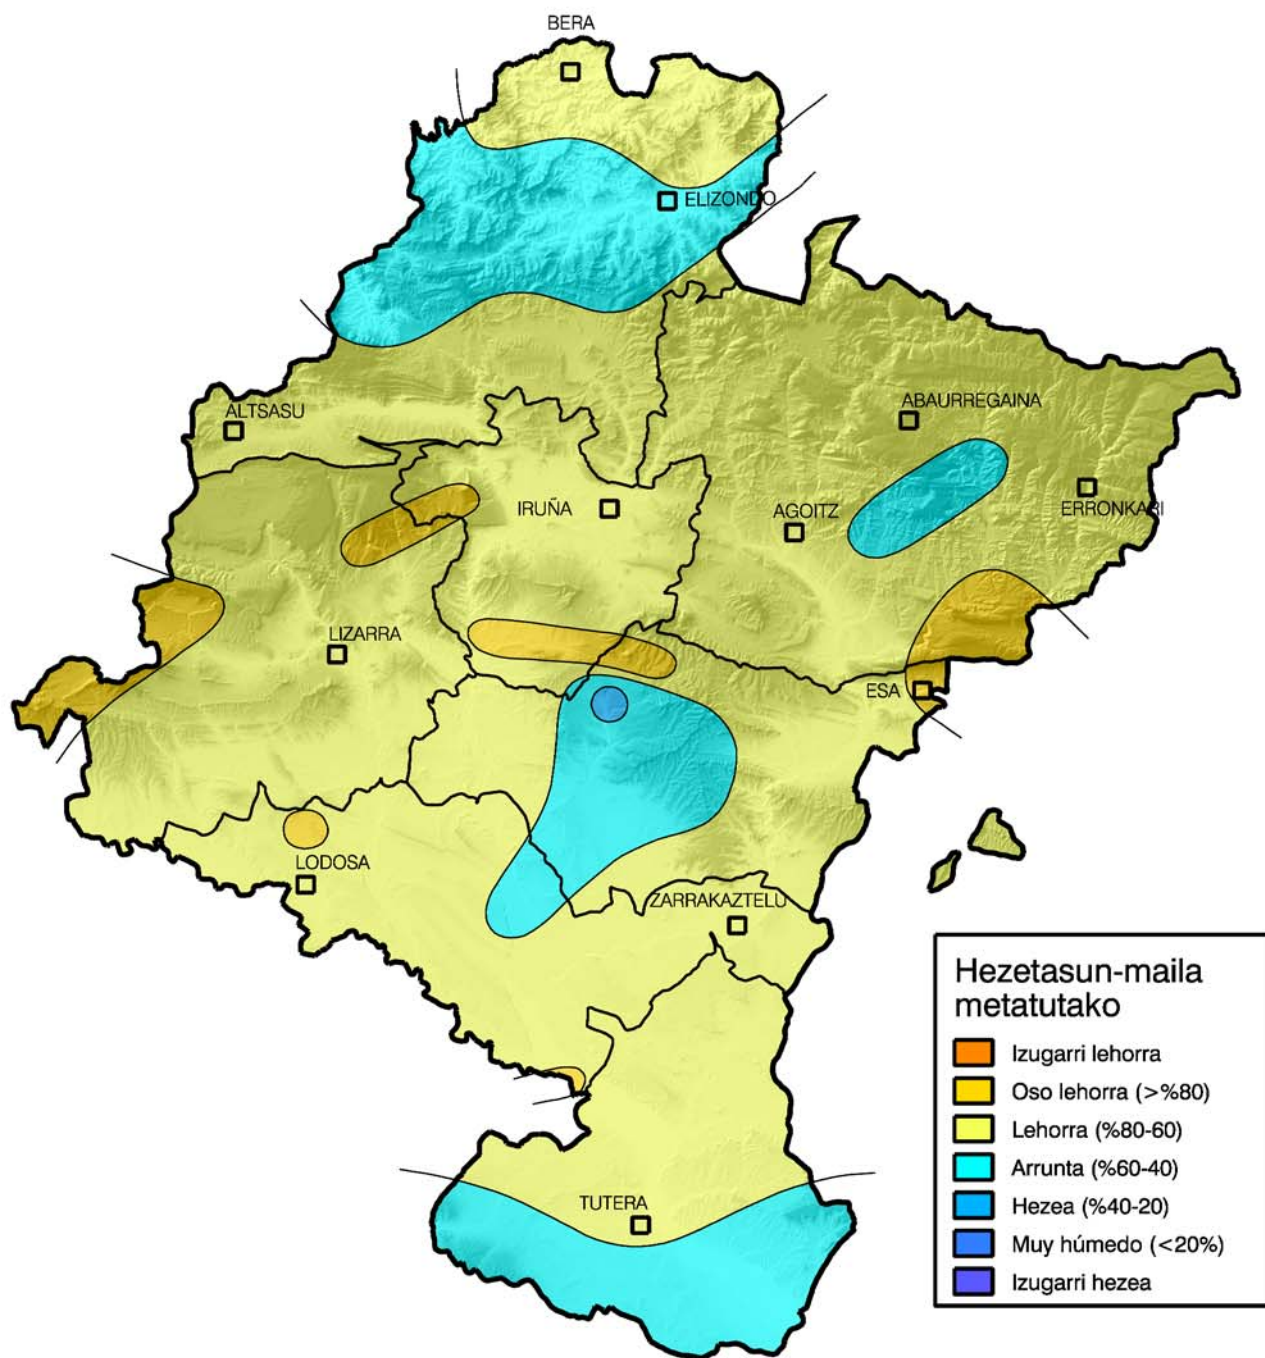 BERA
ELIZONDO
ALTSASU
ABAURREGAINA
IRUÑA
AGOITZ
ERRONKARI
LIZARRA
ESA
LODOSA
ZARRAKAZTELU
TUTERA
Hezetasun-maila
metatutako
Izugarri lehorra
Oso lehorra (>%80)
Lehorra (%80-60)
Arrunta (%60-40)
Hezea (%40-20)
Muy húmedo (<20%)
Izugarri hezea